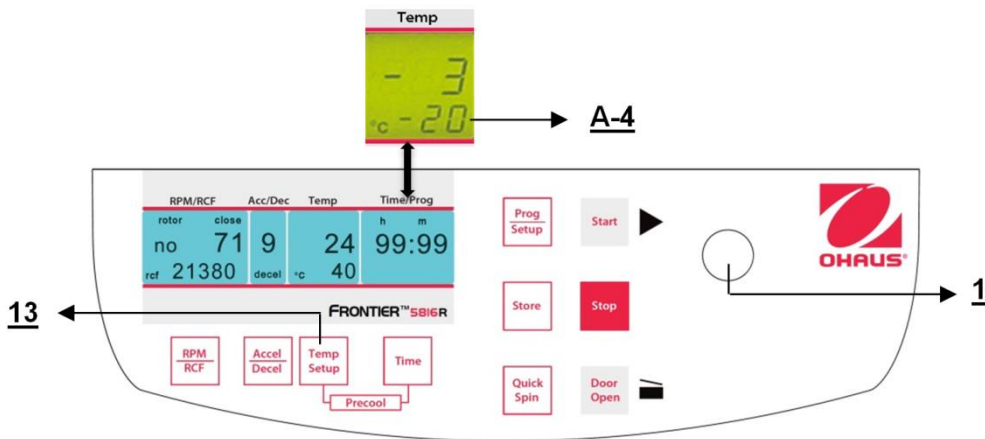 Temp
- 3
°C -20
A-4
RPM/RCF Acc/Dec Temp Time/Prog
rotor close h m
no 71 9 24 99:99
rcf 21380 decel °C 40
FRONTIER™ 5816R
13
RPM
RCF
Accel
Decel
Temp
Setup
Time
Precool
Prog
Setup
Start
Store
Stop
Quick
Spin
Door
Open
OHAUS®
1